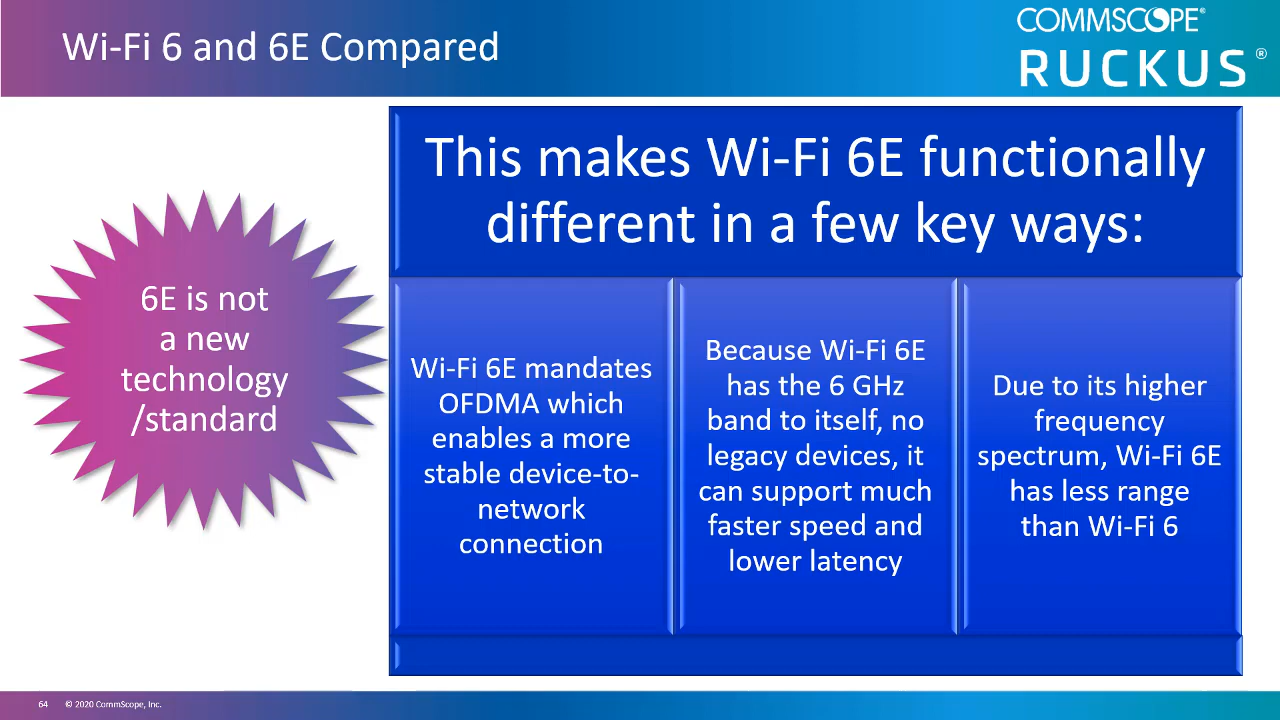 Wi-Fi 6 and 6E Compared
COMMSCOPE®
RUCKUS®
This makes Wi-Fi 6E functionally
different in a few key ways:
6E is not
a new
technology
/standard
Wi-Fi 6E mandates
OFDMA which
enables a more
stable device-to-
network
connection
Because Wi-Fi 6E
has the 6 GHz
band to itself, no
legacy devices, it
can support much
faster speed and
lower latency
Due to its higher
frequency
spectrum, Wi-Fi 6E
has less range
than Wi-Fi 6
64 © 2020 CommScope, Inc.